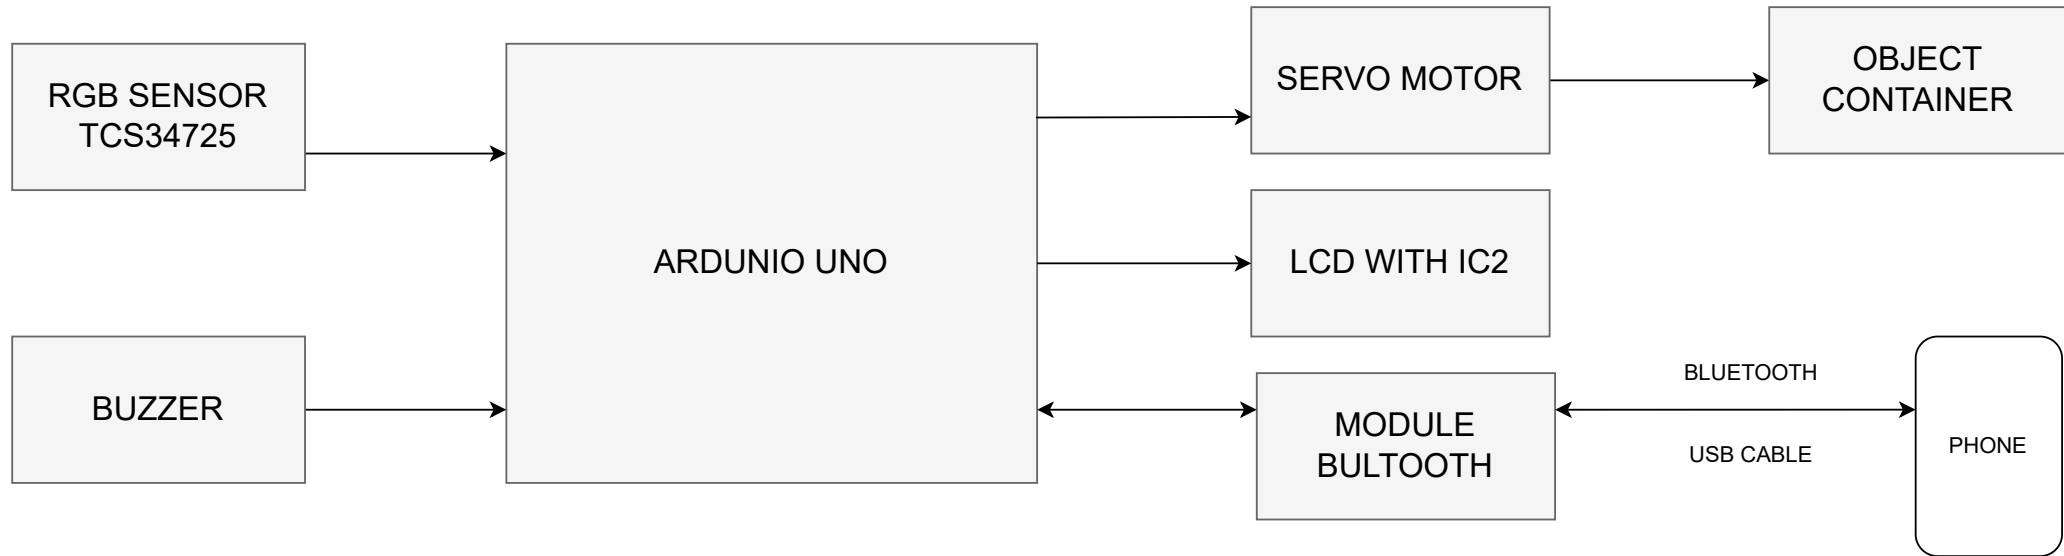 RGB SENSOR
TCS34725
BUZZER
ARDUNIO UNO
SERVO MOTOR
OBJECT
CONTAINER
LCD WITH IC2
MODULE
BULTOOTH
BLUETOOTH
USB CABLE
PHONE